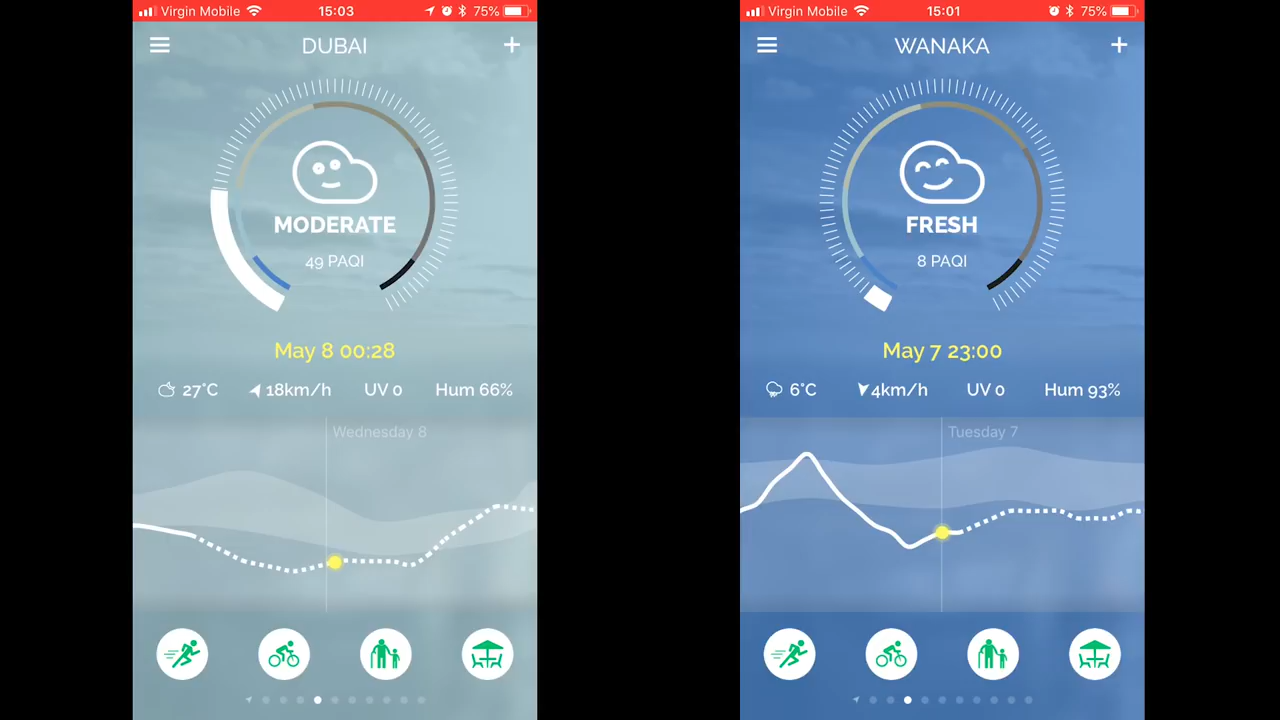 Virgin Mobile 15:03 75%
DUBAI
MODERATE
49 PAQI
May 8 00:28
27°C 18km/h UV 0 Hum 66%
Wednesday 8
Virgin Mobile 15:01 75%
WANAKA
FRESH
8 PAQI
May 7 23:00
6°C 4km/h UV 0 Hum 93%
Tuesday 7